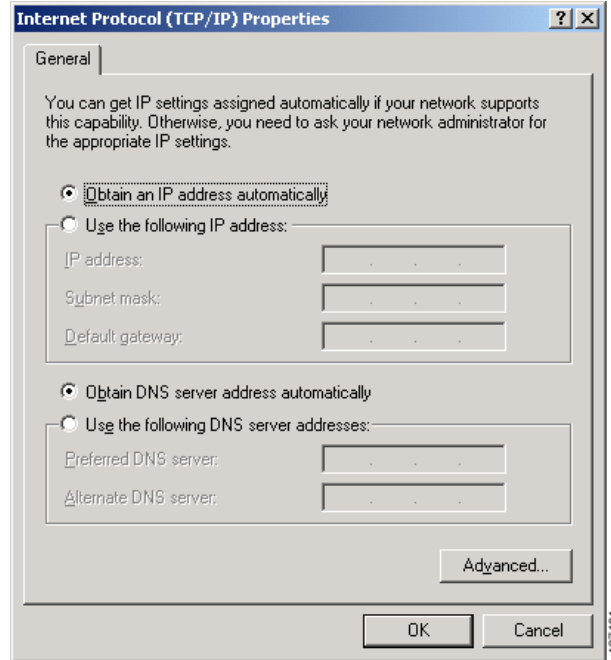 Internet Protocol (TCP/IP) Properties
General
You can get IP settings assigned automatically if your network supports
this capability. Otherwise, you need to ask your network administrator for
the appropriate IP settings.
Obtain an IP address automatically
Use the following IP address:
IP address:
Subnet mask:
Default gateway:
Obtain DNS server address automatically
Use the following DNS server addresses:
Preferred DNS server:
Alternate DNS server:
Advanced...
OK
Cancel